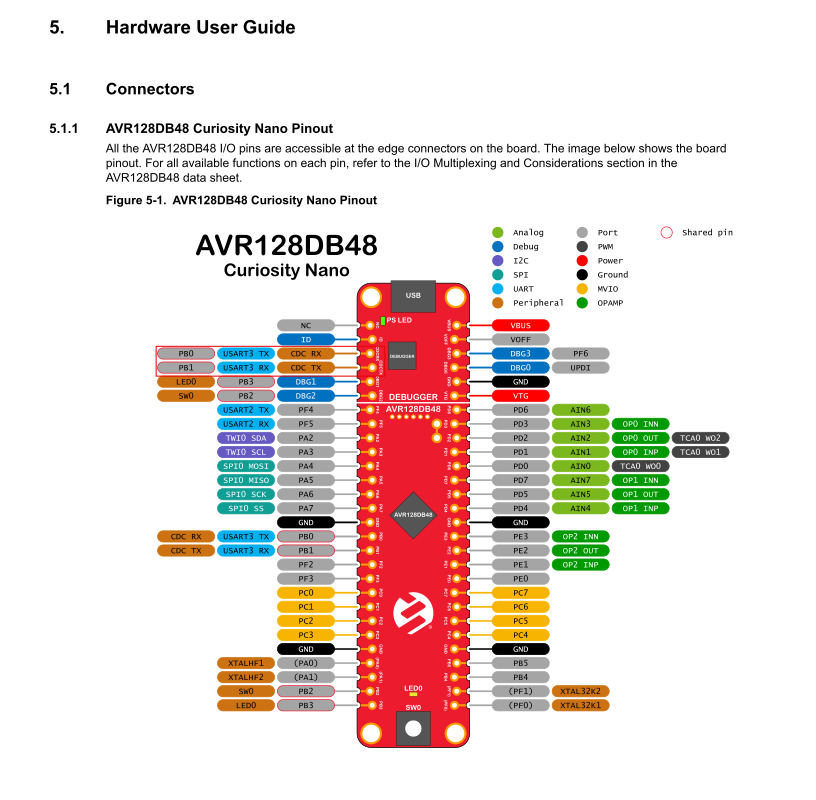 5. Hardware User Guide
5.1 Connectors
5.1.1 AVR128DB48 Curiosity Nano Pinout
All the AVR128DB48 I/O pins are accessible at the edge connectors on the board. The image below shows the board
pinout. For all available functions on each pin, refer to the I/O Multiplexing and Considerations section in the
AVR128DB48 data sheet.
Figure 5-1. AVR128DB48 Curiosity Nano Pinout
AVR128DB48
Curiosity Nano
Analog Port Shared pin
Debug PWM
I2C Power
SPI Ground
UART MVIO
Peripheral OPAMP
USB
PS LED
NC VBUS
ID VOFF
PB0 USART3 TX CDC RX DEBUGGER DBG3 PF6
PB1 USART3 RX CDC TX DBG0 UPDI
LED0 PB3 DBG1 GND
SW0 PB2 DBG2 DEBUGGER VTG
USART2 TX PF4 AVR128DB48 PD6 AIN6
USART2 RX PF5 PD3 AIN3 OP0 INN
TWI0 SDA PA2 PD2 AIN2 OP0 OUT TCA0 WO2
TWI0 SCL PA3 PD1 AIN1 OP0 INP TCA0 WO1
SPI0 MOSI PA4 PD0 AIN0 TCA0 WO0
SPI0 MISO PA5 PD7 AIN7 OP1 INN
SPI0 SCK PA6 PD5 AIN5 OP1 OUT
SPI0 SS PA7 PD4 AIN4 OP1 INP
GND AVR128DB48 GND
CDC RX USART3 TX PB0 PE3 OP2 INN
CDC TX USART3 RX PB1 PE2 OP2 OUT
PF2 PE1 OP2 INP
PF3 PE0
PC0 PC7
PC1 PC6
PC2 PC5
PC3 PC4
GND GND
XTALHF1 (PA0) PB5
XTALHF2 (PA1) PB4
SW0 PB2 LED0 (PF1) XTAL32K2
LED0 PB3 SW0 (PF0) XTAL32K1